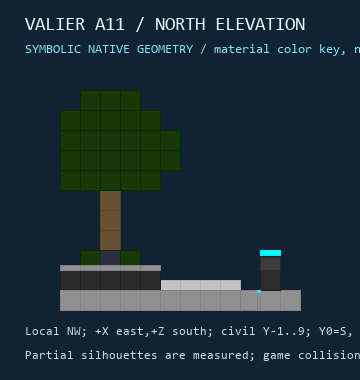 VALIER A11 / NORTH ELEVATION
SYMBOLIC NATIVE GEOMETRY / material color key, n
Local NW; +X east,+Z south; civil Y-1..9; Y0=S,
Partial silhouettes are measured; game collision